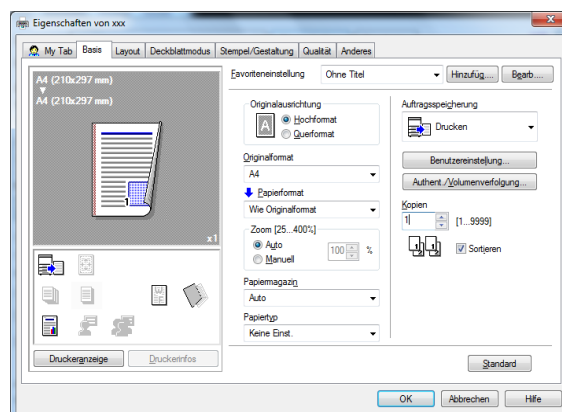 Eigenschaften von xxx
My Tab Basis Layout Deckblattmodus Stempel/Gestaltung Qualität Anderes
A4 (210x297 mm)
A4 (210x297 mm)
1
x1
Druckeranzeige Druckerinfos
Favoriteneinstellung Ohne Titel Hinzufüg.... Bearb....
Originalausrichtung
A
Hochformat
Querformat
Originalformat
A4
Papierformat
Wie Originalformat
Zoom [25...400%]
Auto
Manuell
100 %
Papiermagazin
Auto
Papiertyp
Keine Einst.
Auftragsspeicherung
Drucken
Benutzereinstellung...
Authent./Volumenverfolgung...
Kopien
1 [1...9999]
Sortieren
Standard
OK Abbrechen Hilfe